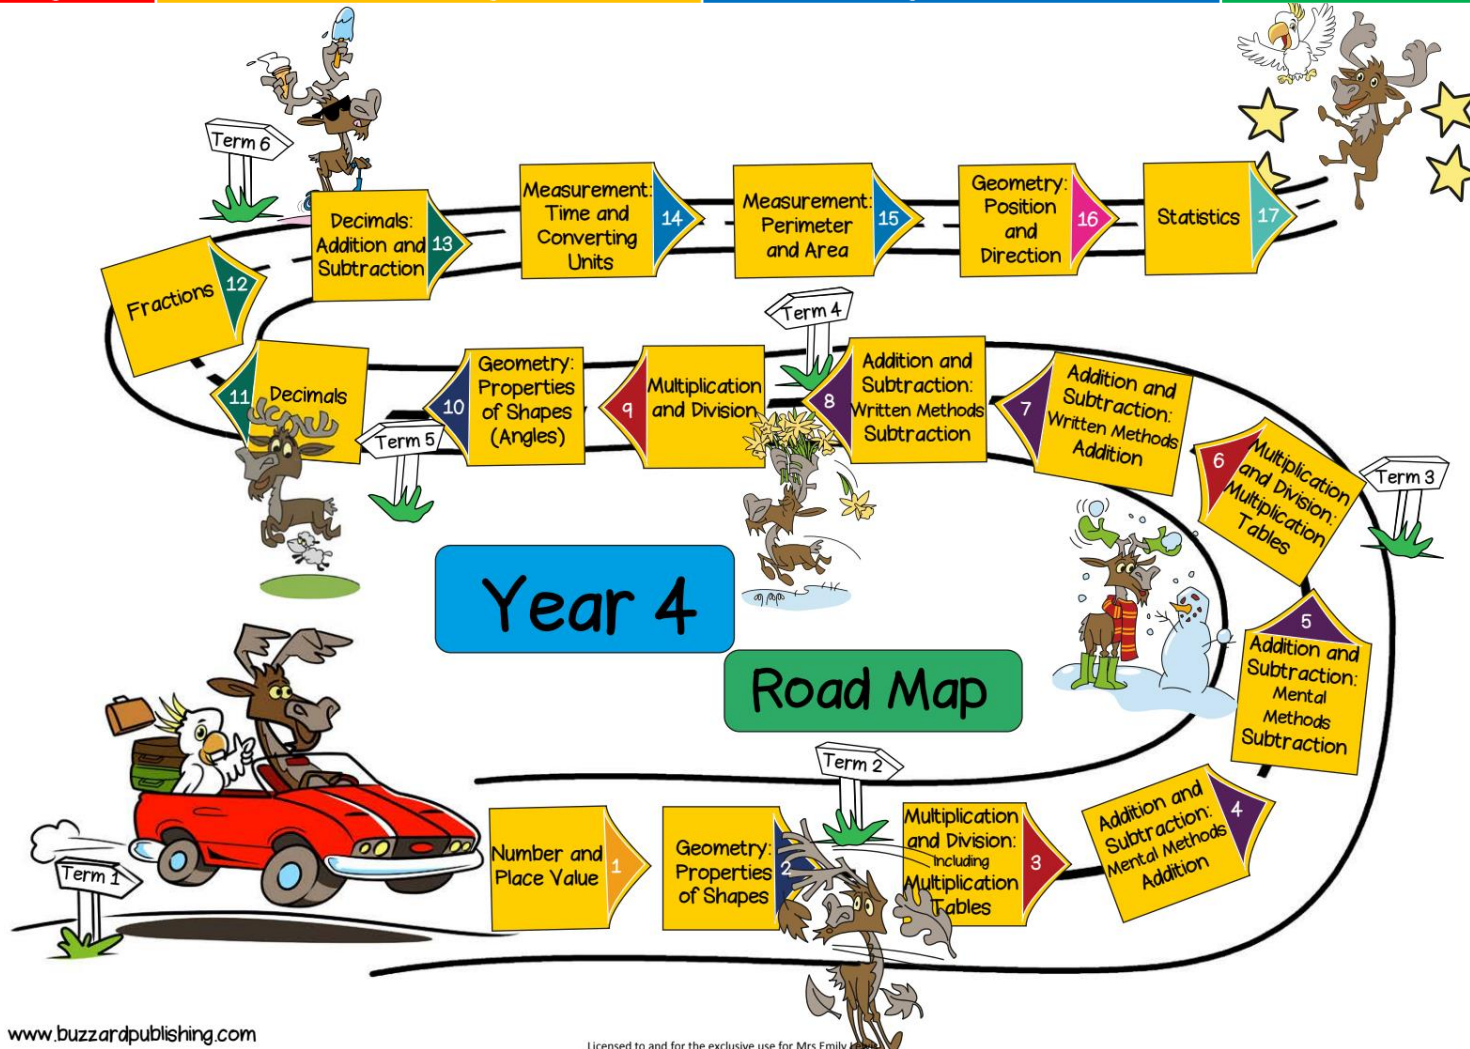 Term 6
Decimals:
Addition and
Subtraction
13
Measurement:
Time and
Converting
Units
14
Measurement:
Perimeter
and Area
15
Geometry:
Position
and
Direction
16
Statistics
17
Fractions
12
11
Decimals
Term 5
10
Geometry:
Properties
of Shapes
(Angles)
9
Multiplication
and Division
Term 4
8
Addition and
Subtraction:
Written Methods
Subtraction
7
Addition and
Subtraction:
Written Methods
Addition
6
Multiplication
and Division:
Multiplication
Tables
Term 3
5
Addition and
Subtraction:
Mental
Methods
Subtraction
Year 4
Road Map
Term 1
Number and
Place Value
1
Geometry:
Properties
of Shapes
2
Term 2
Multiplication
and Division:
Including
Multiplication
Tables
3
Addition and
Subtraction:
Mental Methods
Addition
4
www.buzzardpublishing.com
Licensed to and for the exclusive use for Mrs Emily